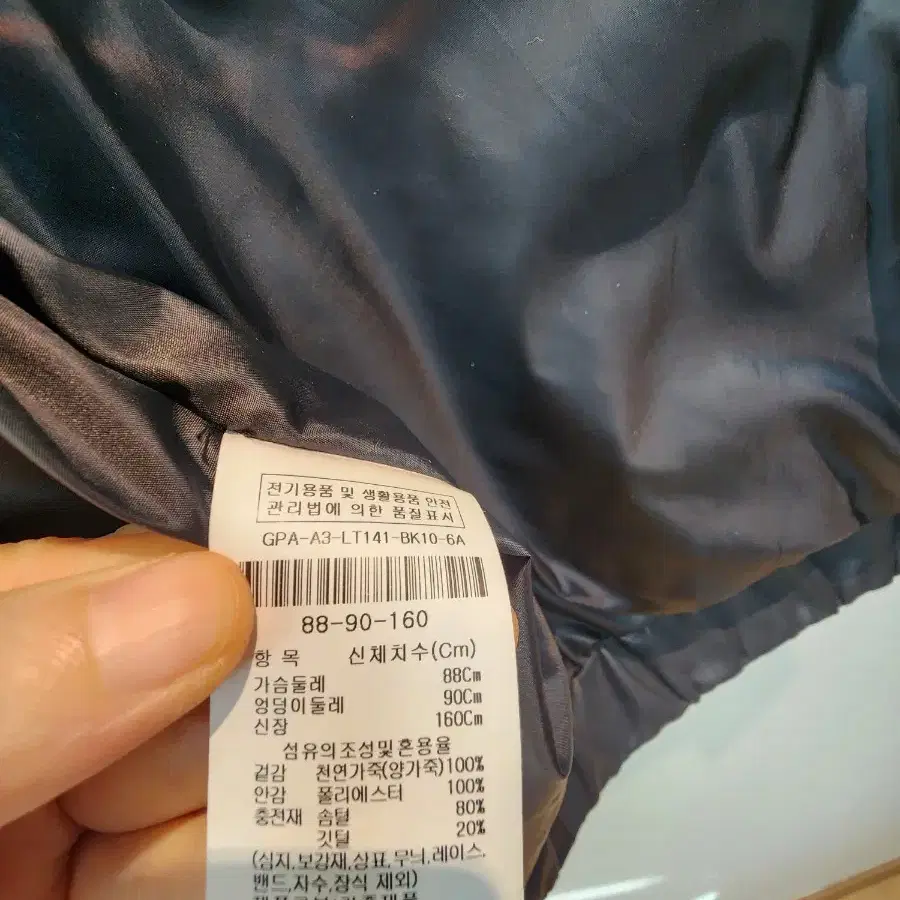 전기용품 및 생활용품 안전
관리법에 의한 품질표시
GPA-A3-LT141-BK10-6A
88-90-160
항 목 신체치수(Cm)
가슴둘레 88Cm
엉덩이둘레 90Cm
신장 160Cm
섬유의조성및혼용율
겉감 천연가죽(양가죽)100%
안감 폴리에스터 100%
충전재 솜털 80%
깃털 20%
(심지,보강재,상표,무늬,레이스,
밴드,자수,장식 제외)